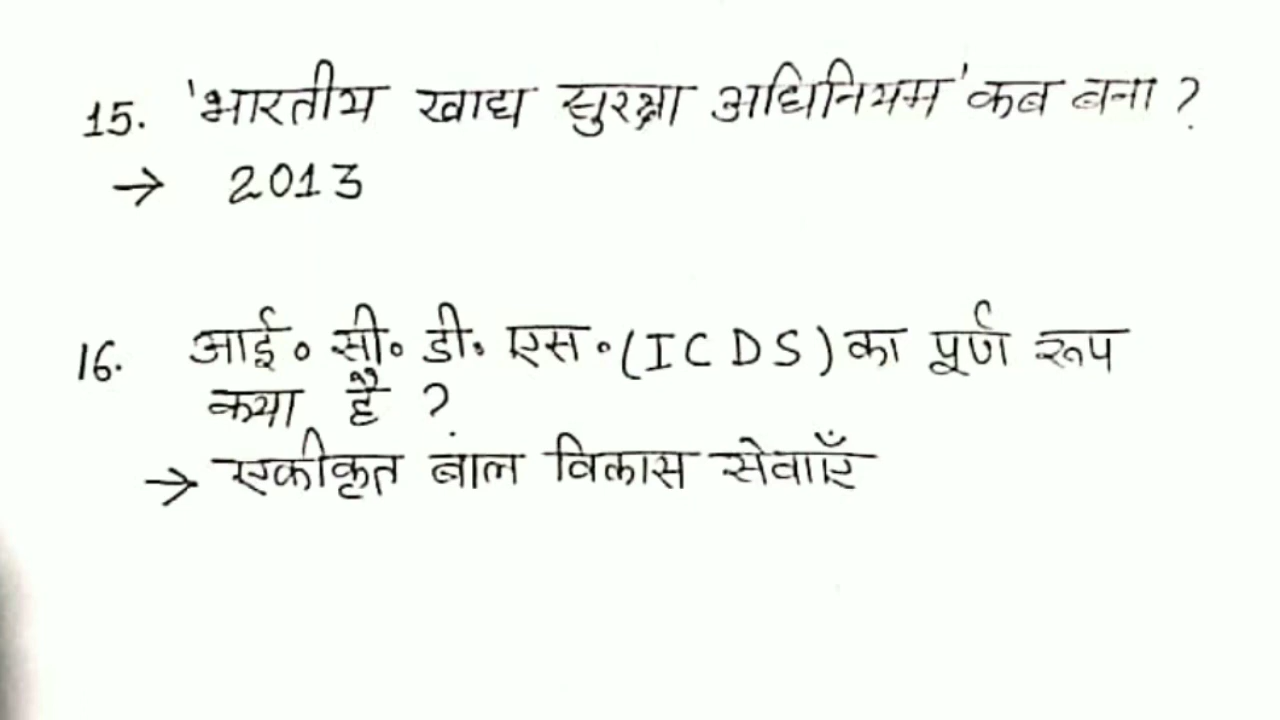 15. 'भारतीय खाद्य सुरक्षा अधिनियम' कब बना ?
→ 2013
16. आई॰ सी॰ डी॰ एस॰ (ICDS) का पूर्ण रूप
क्या है ?
→ एकीकृत बाल विकास सेवाएँ